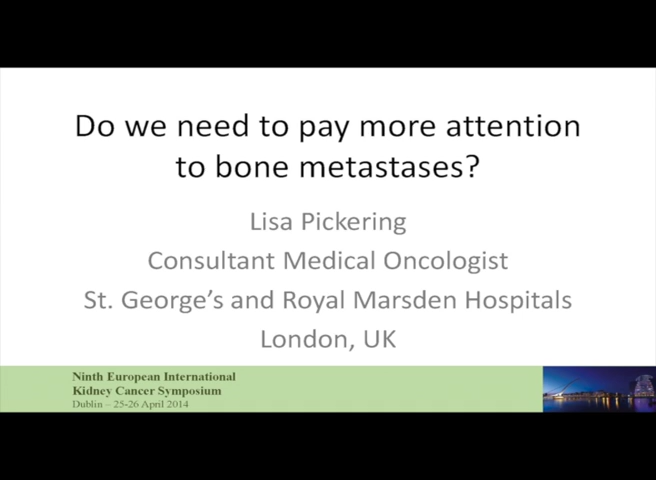 Do we need to pay more attention
to bone metastases?
Lisa Pickering
Consultant Medical Oncologist
St. George’s and Royal Marsden Hospitals
London, UK
Ninth European International
Kidney Cancer Symposium
Dublin – 25-26 April 2014